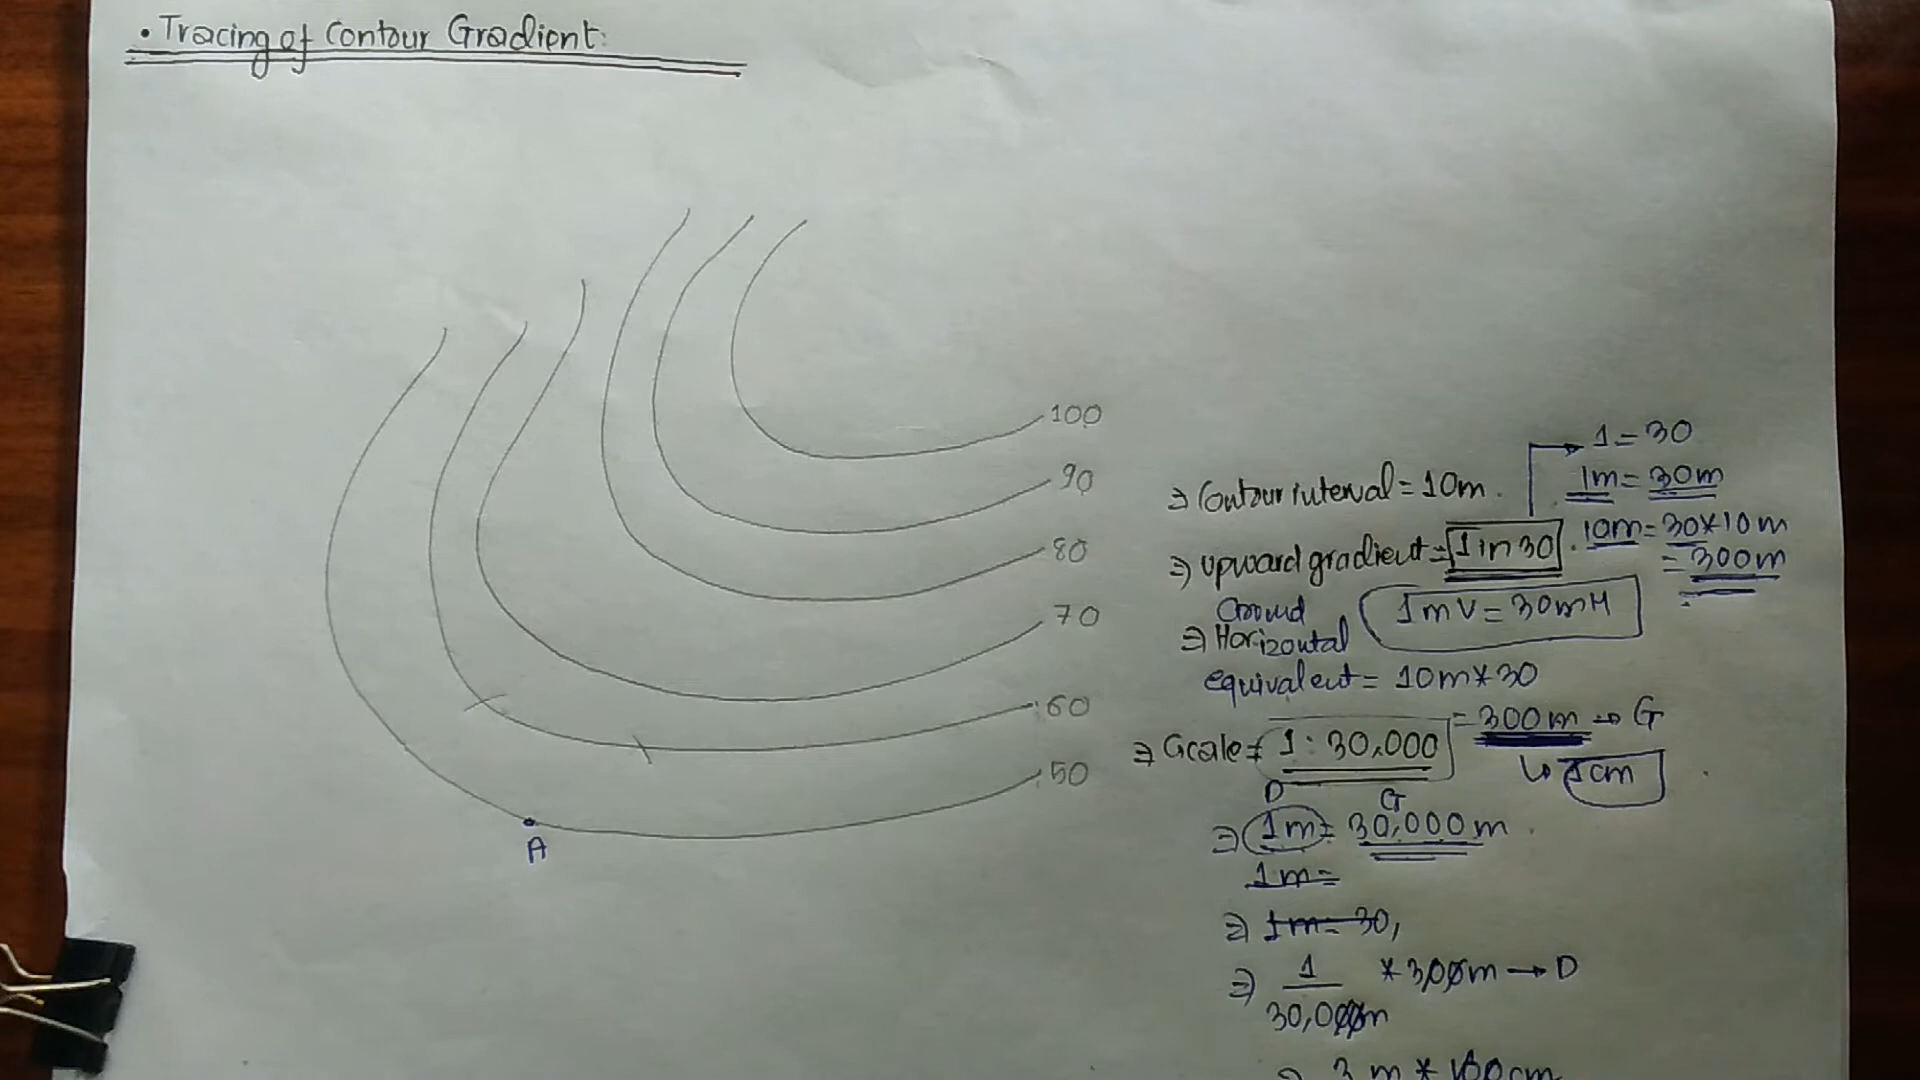 • Tracing of Contour Gradient:
100
90
80
70
60
50
A
1 = 30
1m = 30m
10m = 30*10m
= 300m
⇒ Contour interval = 10m.
⇒ Upward gradient = 1 in 30.
1mV = 30mH
Ground
⇒ Horizontal
equivalent = 10m*30
= 300m → G
↳ 1cm
⇒ Scale = 1:30,000
D G
⇒ 1m = 30,000m
1m =
⇒ 1m = 30,
⇒ 1 *300m → D
30,000m
⇒ 3 m * 100cm